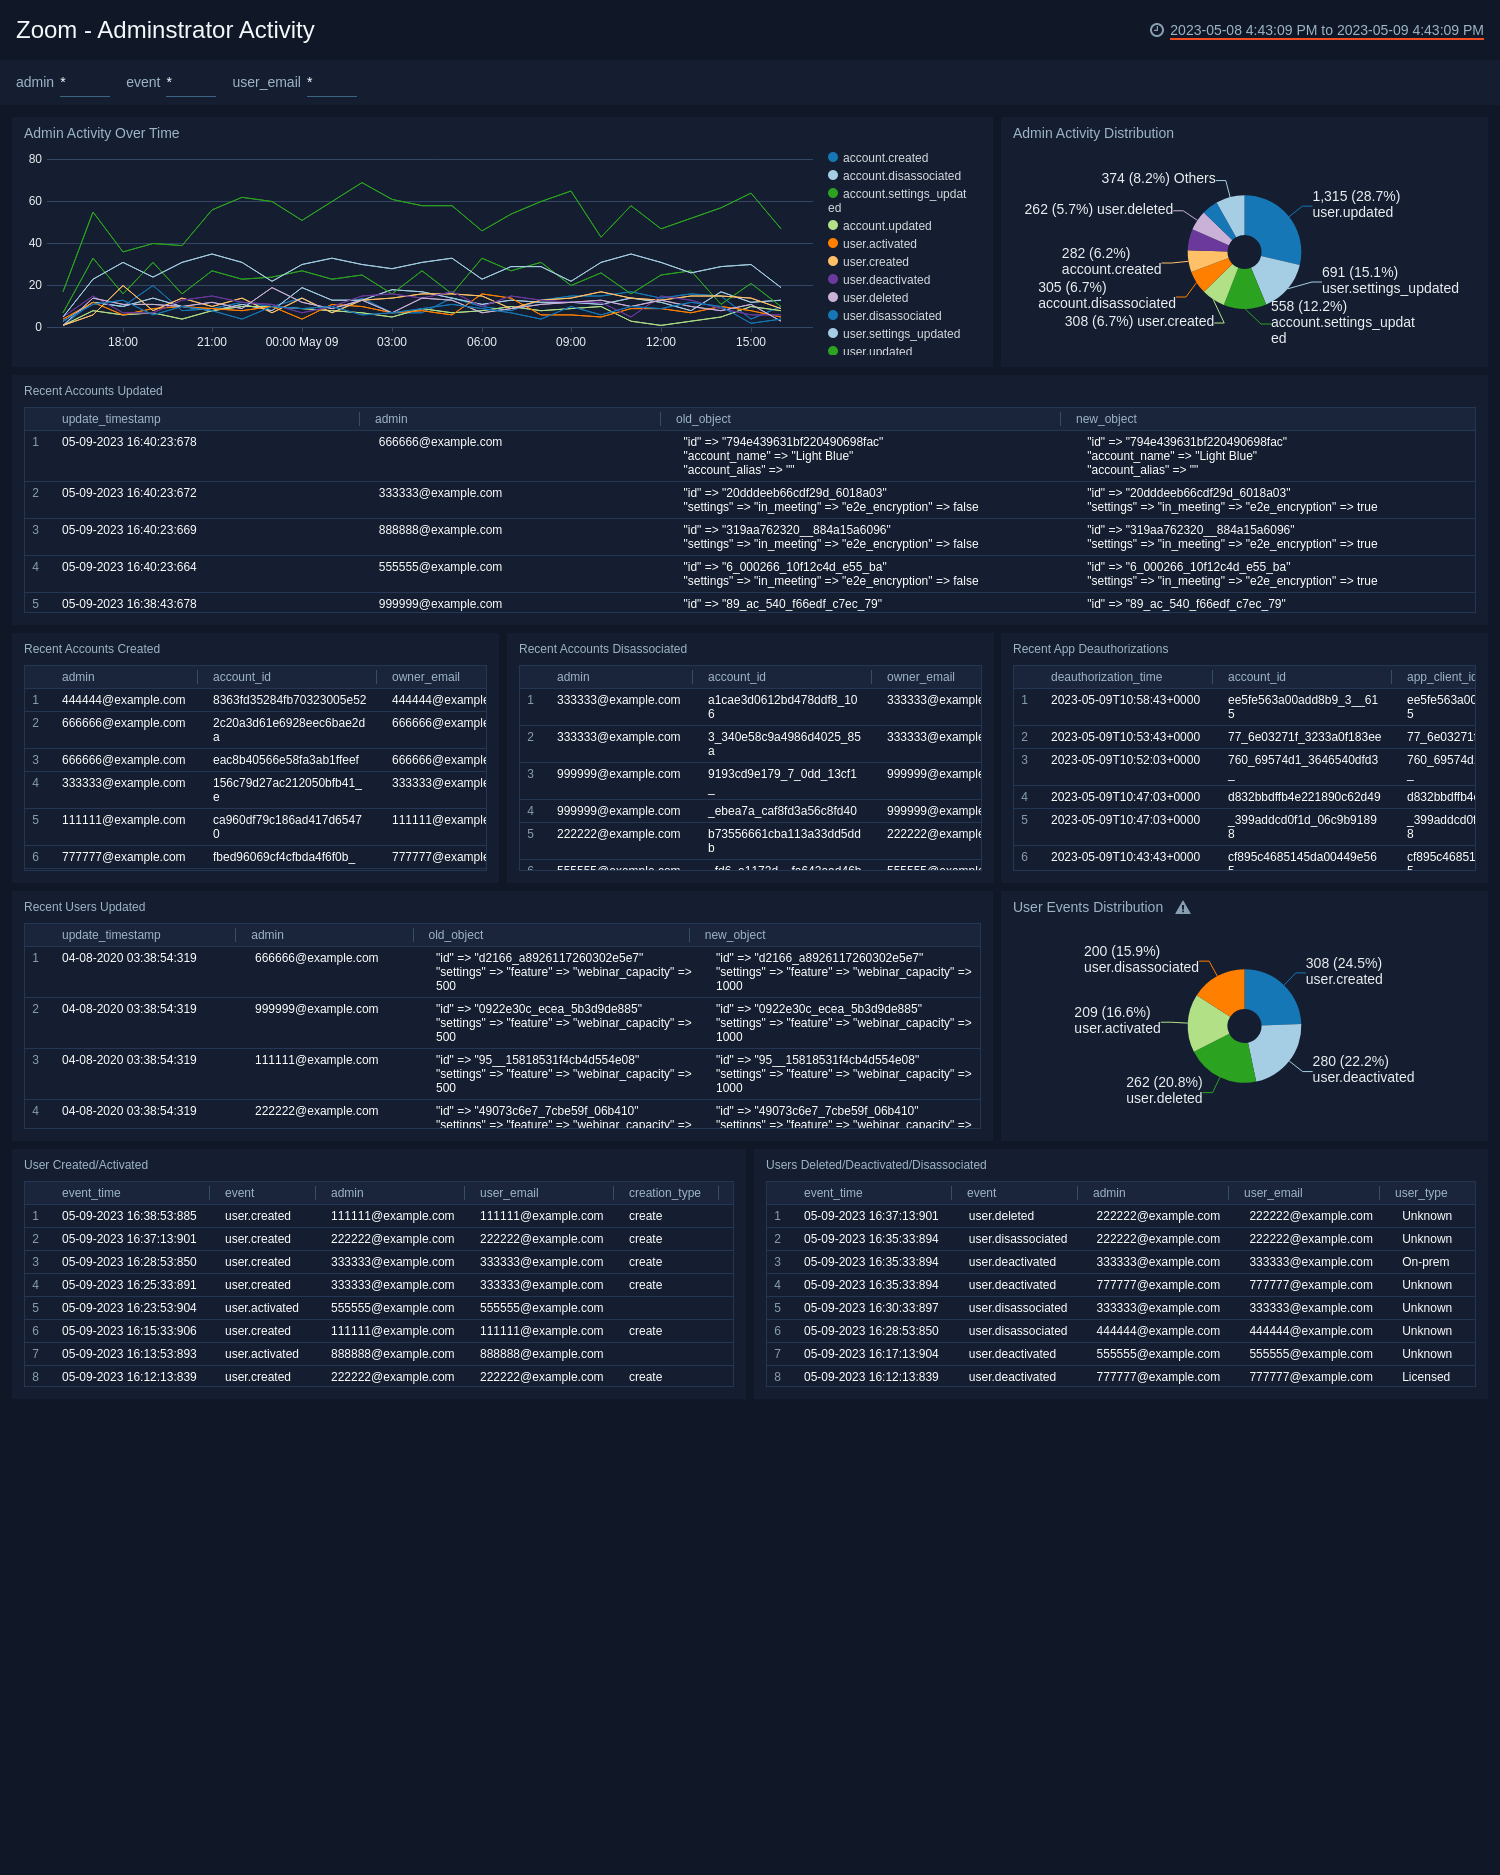 Zoom - Adminstrator Activity
2023-05-08 4:43:09 PM to 2023-05-09 4:43:09 PM
admin * event * user_email *
Admin Activity Over Time
80
60
40
20
0
18:00 21:00 00:00 May 09 03:00 06:00 09:00 12:00 15:00
account.created
account.disassociated
account.settings_updat
ed
account.updated
user.activated
user.created
user.deactivated
user.deleted
user.disassociated
user.settings_updated
user.updated
Admin Activity Distribution
374 (8.2%) Others
262 (5.7%) user.deleted
282 (6.2%)
account.created
305 (6.7%)
account.disassociated
308 (6.7%) user.created
1,315 (28.7%)
user.updated
691 (15.1%)
user.settings_updated
558 (12.2%)
account.settings_updat
ed
Recent Accounts Updated
update_timestamp admin old_object new_object
1 05-09-2023 16:40:23:678 666666@example.com "id" => "794e439631bf220490698fac" "id" => "794e439631bf220490698fac"
"account_name" => "Light Blue" "account_name" => "Light Blue"
"account_alias" => "" "account_alias" => ""
2 05-09-2023 16:40:23:672 333333@example.com "id" => "20dddeeb66cdf29d_6018a03" "id" => "20dddeeb66cdf29d_6018a03"
"settings" => "in_meeting" => "e2e_encryption" => false "settings" => "in_meeting" => "e2e_encryption" => true
3 05-09-2023 16:40:23:669 888888@example.com "id" => "319aa762320__884a15a6096" "id" => "319aa762320__884a15a6096"
"settings" => "in_meeting" => "e2e_encryption" => false "settings" => "in_meeting" => "e2e_encryption" => true
4 05-09-2023 16:40:23:664 555555@example.com "id" => "6_000266_10f12c4d_e55_ba" "id" => "6_000266_10f12c4d_e55_ba"
"settings" => "in_meeting" => "e2e_encryption" => false "settings" => "in_meeting" => "e2e_encryption" => true
5 05-09-2023 16:38:43:678 999999@example.com "id" => "89_ac_540_f66edf_c7ec_79" "id" => "89_ac_540_f66edf_c7ec_79"
Recent Accounts Created
admin account_id owner_email
1 444444@example.com 8363fd35284fb70323005e52 444444@example
2 666666@example.com 2c20a3d61e6928eec6bae2d 666666@example
a
3 666666@example.com eac8b40566e58fa3ab1ffeef 666666@example
4 333333@example.com 156c79d27ac212050bfb41_ 333333@example
e
5 111111@example.com ca960df79c186ad417d6547 111111@example
0
6 777777@example.com fbed96069cf4cfbda4f6f0b_ 777777@example
Recent Accounts Disassociated
admin account_id owner_email
1 333333@example.com a1cae3d0612bd478ddf8_10 333333@example
6
2 333333@example.com 3_340e58c9a4986d4025_85 333333@example
a
3 999999@example.com 9193cd9e179_7_0dd_13cf1 999999@example
_
4 999999@example.com _ebea7a_caf8fd3a56c8fd40 999999@example
5 222222@example.com b73556661cba113a33dd5dd 222222@example
b
6 555555@example.com 555555@example
Recent App Deauthorizations
deauthorization_time account_id app_client_id
1 2023-05-09T10:58:43+0000 ee5fe563a00add8b9_3__61 ee5fe563a00
5 5
2 2023-05-09T10:53:43+0000 77_6e03271f_3233a0f183ee 77_6e03271f
3 2023-05-09T10:52:03+0000 760_69574d1_3646540dfd3 760_69574d
_ _
4 2023-05-09T10:47:03+0000 d832bbdffb4e221890c62d49 d832bbdffb4
5 2023-05-09T10:47:03+0000 _399addcd0f1d_06c9b9189 _399addcd0f
8 8
6 2023-05-09T10:43:43+0000 cf895c4685145da00449e56 cf895c46851
5 5
Recent Users Updated
update_timestamp admin old_object new_object
1 04-08-2020 03:38:54:319 666666@example.com "id" => "d2166_a8926117260302e5e7" "id" => "d2166_a8926117260302e5e7"
"settings" => "feature" => "webinar_capacity" => "settings" => "feature" => "webinar_capacity" =>
500 1000
2 04-08-2020 03:38:54:319 999999@example.com "id" => "0922e30c_ecea_5b3d9de885" "id" => "0922e30c_ecea_5b3d9de885"
"settings" => "feature" => "webinar_capacity" => "settings" => "feature" => "webinar_capacity" =>
500 1000
3 04-08-2020 03:38:54:319 111111@example.com "id" => "95__15818531f4cb4d554e08" "id" => "95__15818531f4cb4d554e08"
"settings" => "feature" => "webinar_capacity" => "settings" => "feature" => "webinar_capacity" =>
500 1000
4 04-08-2020 03:38:54:319 222222@example.com "id" => "49073c6e7_7cbe59f_06b410" "id" => "49073c6e7_7cbe59f_06b410"
"settings" => "feature" => "webinar_capacity" => "settings" => "feature" => "webinar_capacity" =>
User Events Distribution
200 (15.9%)
user.disassociated
209 (16.6%)
user.activated
262 (20.8%)
user.deleted
308 (24.5%)
user.created
280 (22.2%)
user.deactivated
User Created/Activated
event_time event admin user_email creation_type
1 05-09-2023 16:38:53:885 user.created 111111@example.com 111111@example.com create
2 05-09-2023 16:37:13:901 user.created 222222@example.com 222222@example.com create
3 05-09-2023 16:28:53:850 user.created 333333@example.com 333333@example.com create
4 05-09-2023 16:25:33:891 user.created 333333@example.com 333333@example.com create
5 05-09-2023 16:23:53:904 user.activated 555555@example.com 555555@example.com
6 05-09-2023 16:15:33:906 user.created 111111@example.com 111111@example.com create
7 05-09-2023 16:13:53:893 user.activated 888888@example.com 888888@example.com
8 05-09-2023 16:12:13:839 user.created 222222@example.com 222222@example.com create
Users Deleted/Deactivated/Disassociated
event_time event admin user_email user_type
1 05-09-2023 16:37:13:901 user.deleted 222222@example.com 222222@example.com Unknown
2 05-09-2023 16:35:33:894 user.disassociated 222222@example.com 222222@example.com Unknown
3 05-09-2023 16:35:33:894 user.deactivated 333333@example.com 333333@example.com On-prem
4 05-09-2023 16:35:33:894 user.deactivated 777777@example.com 777777@example.com Unknown
5 05-09-2023 16:30:33:897 user.disassociated 333333@example.com 333333@example.com Unknown
6 05-09-2023 16:28:53:850 user.disassociated 444444@example.com 444444@example.com Unknown
7 05-09-2023 16:17:13:904 user.deactivated 555555@example.com 555555@example.com Unknown
8 05-09-2023 16:12:13:839 user.deactivated 777777@example.com 777777@example.com Licensed